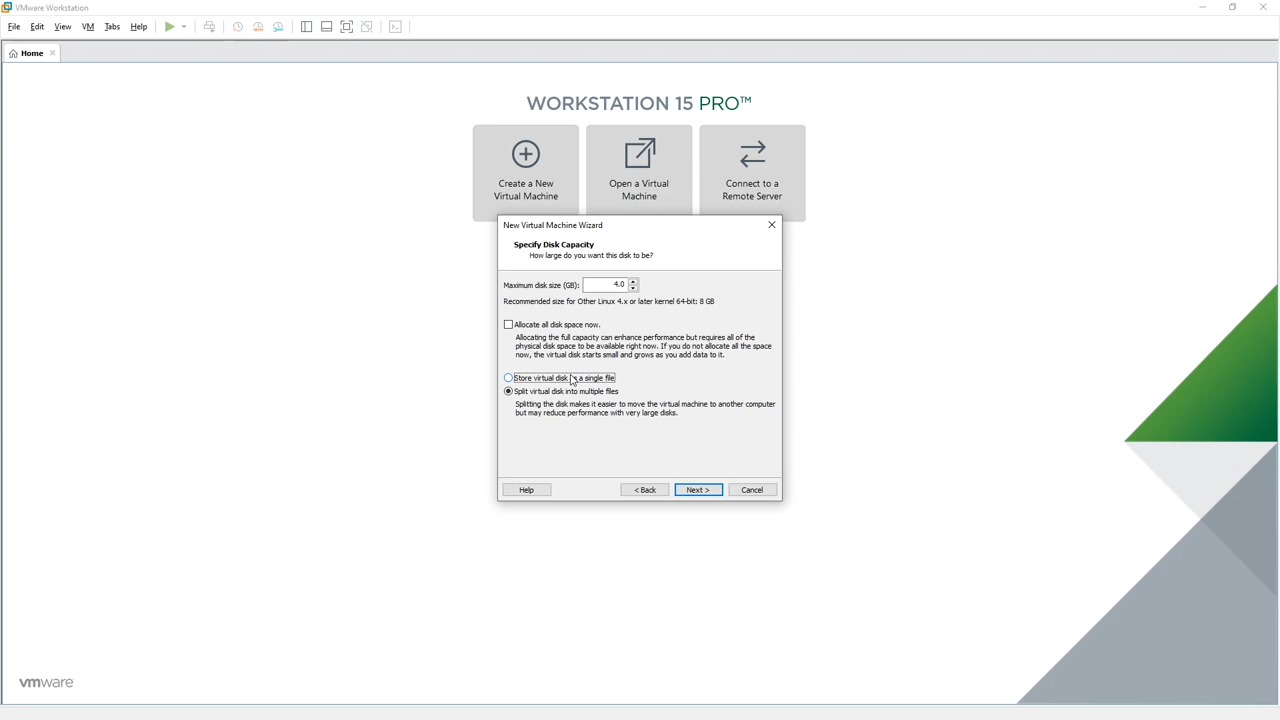 VMware Workstation
File Edit View VM Tabs Help
Home
WORKSTATION 15 PRO™
Create a New
Virtual Machine
Open a Virtual
Machine
Connect to a
Remote Server
New Virtual Machine Wizard
Specify Disk Capacity
How large do you want this disk to be?
Maximum disk size (GB): 4.0
Recommended size for Other Linux 4.x or later kernel 64-bit: 8 GB
Allocate all disk space now.
Allocating the full capacity can enhance performance but requires all of the
physical disk space to be available right now. If you do not allocate all the space
now, the virtual disk starts small and grows as you add data to it.
Store virtual disk as a single file
Split virtual disk into multiple files
Splitting the disk makes it easier to move the virtual machine to another computer
but may reduce performance with very large disks.
Help < Back Next > Cancel
vmware